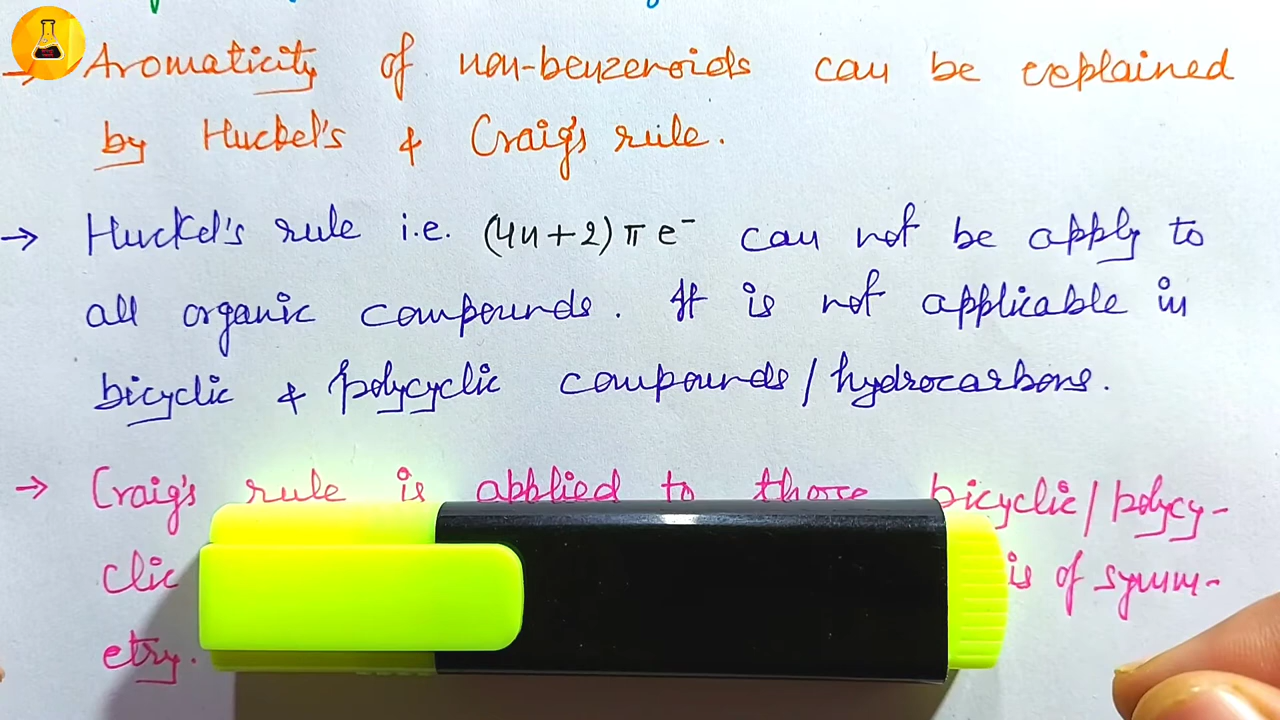 → Aromaticity of non-benzenoids can be explained
by Huckel's & Craig's rule.
→ Huckel's rule i.e. (4n+2) π e⁻ can not be apply to
all organic compounds. It is not applicable in
bicyclic & polycyclic compounds/hydrocarbons.
→ Craig's rule is applied to those bicyclic/polycy-
clic is of symm-
etry.